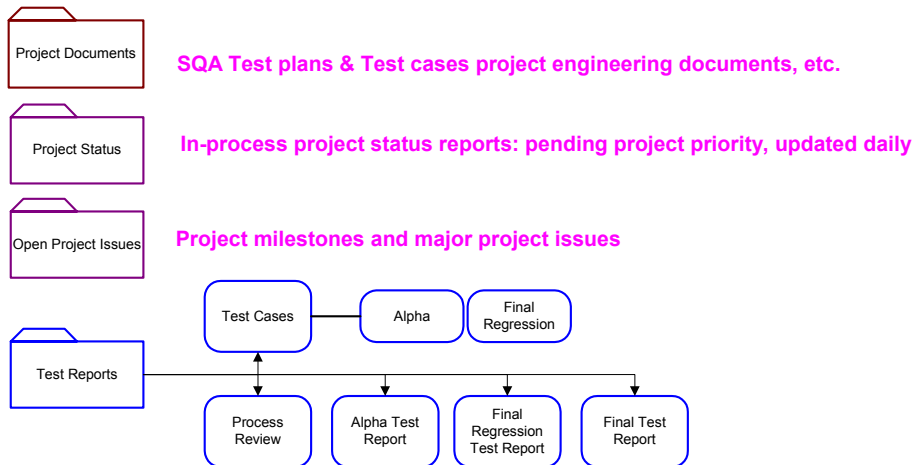 Project Documents
SQA Test plans & Test cases project engineering documents, etc.
Project Status
In-process project status reports: pending project priority, updated daily
Open Project Issues
Project milestones and major project issues
Test Cases
Alpha
Final
Regression
Test Reports
Process
Review
Alpha Test
Report
Final
Regression
Test Report
Final Test
Report